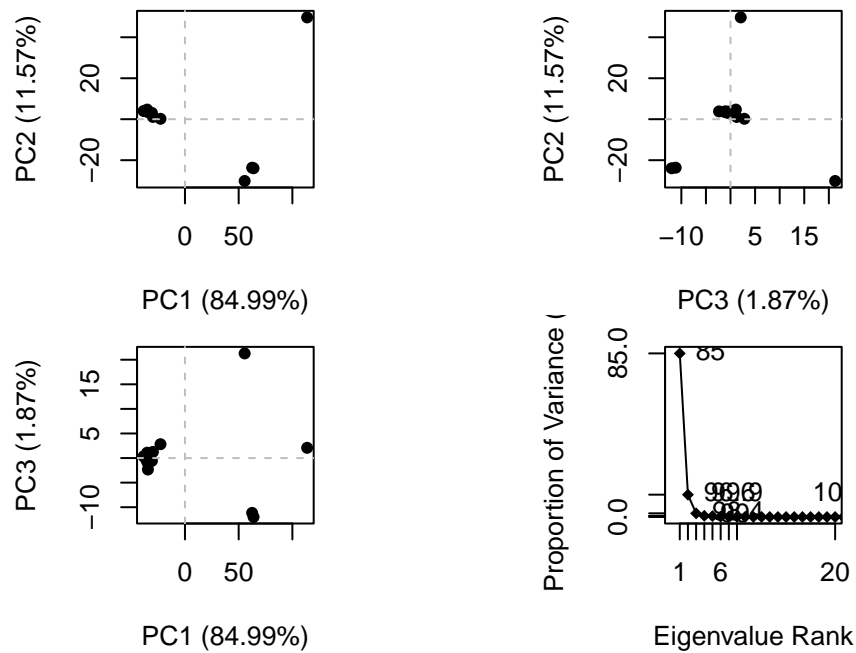 PC2 (11.57%)
20
−20
0 50
PC1 (84.99%)
PC2 (11.57%)
20
−20
−10 5 15
PC3 (1.87%)
PC3 (1.87%)
15
5
−10
0 50
PC1 (84.99%)
Proportion of Variance (
85.0
0.0
85
10
1 6 20
Eigenvalue Rank